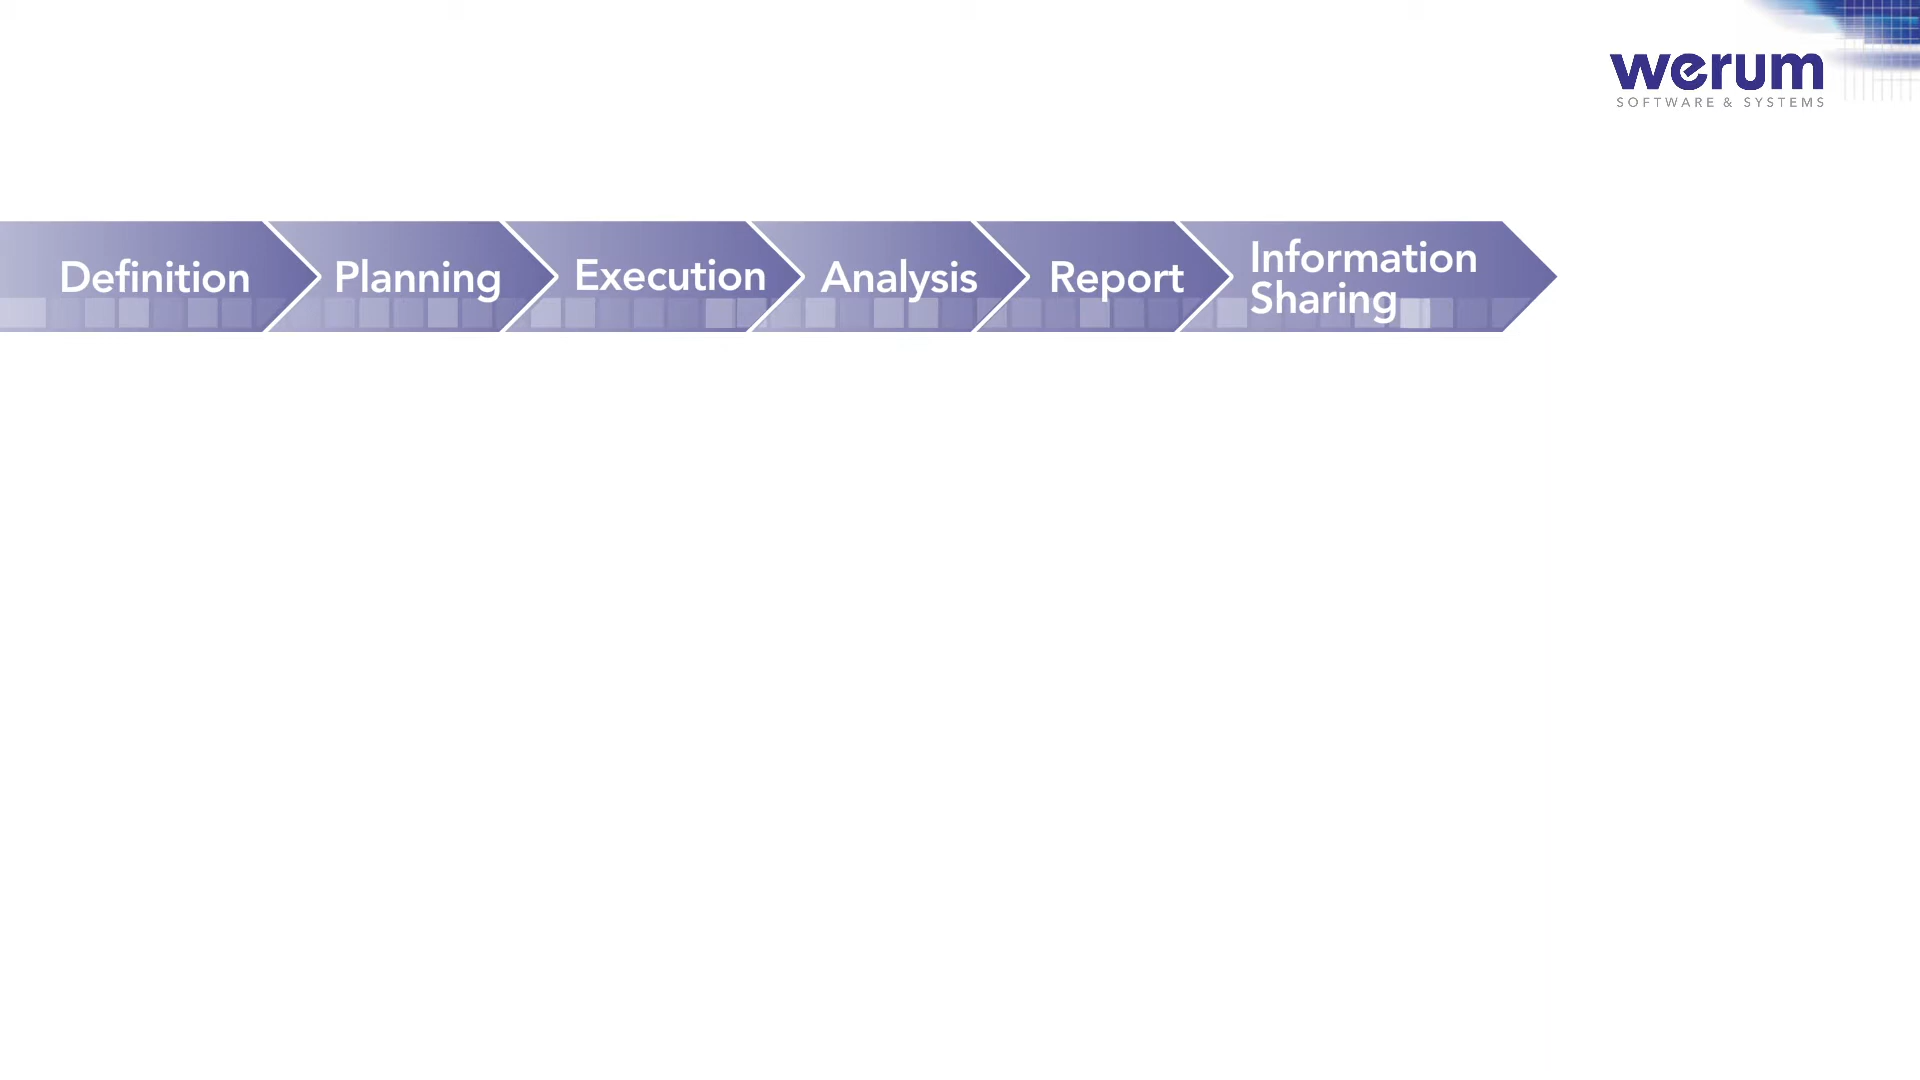 werum
SOFTWARE & SYSTEMS
Definition
Planning
Execution
Analysis
Report
Information
Sharing